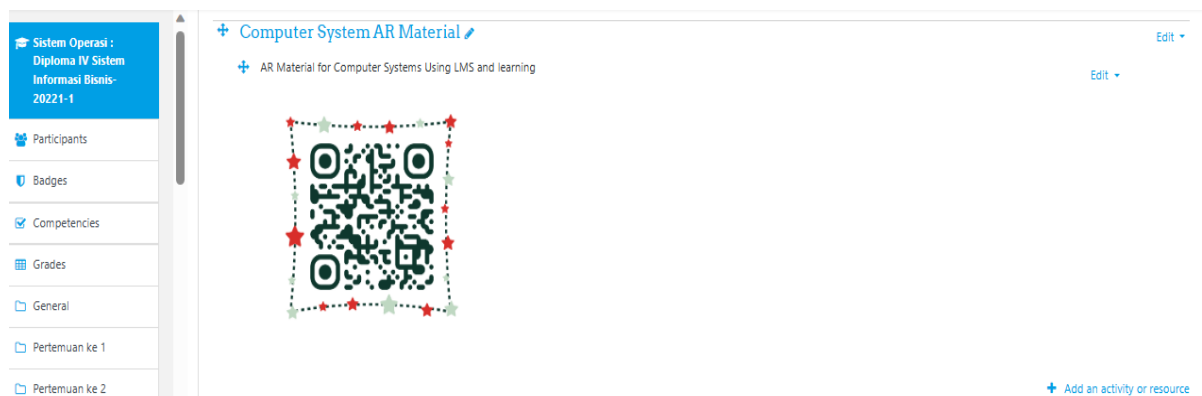 Sistem Operasi :
Diploma IV Sistem
Informasi Bisnis-
20221-1
Participants
Badges
Competencies
Grades
General
Pertemuan ke 1
Pertemuan ke 2
Computer System AR Material
Edit
AR Material for Computer Systems Using LMS and learning
Edit
Add an activity or resource